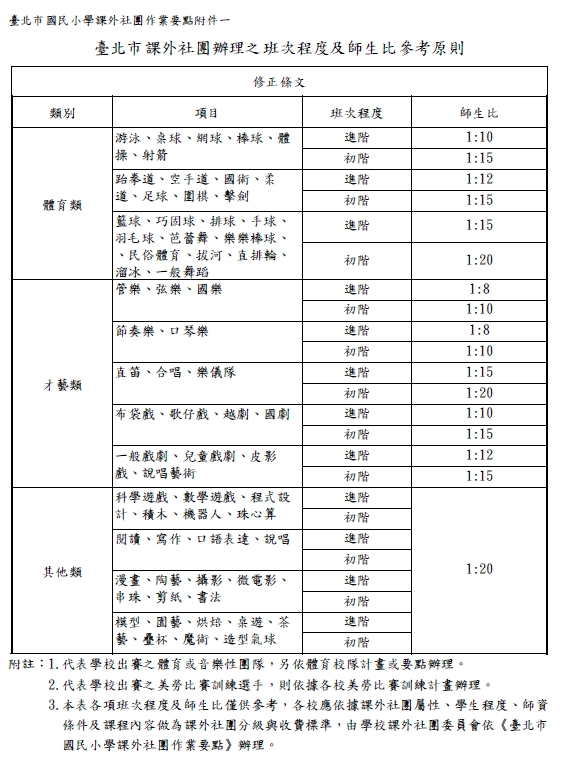 臺北市國民小學課外社團作業要點附件一
臺北市課外社團辦理之班次程度及師生比參考原則
修正條文
類別 項目 班次程度 師生比
體育類
游泳、桌球、網球、棒球、體
操、射箭
進階 1:10
初階 1:15
跆拳道、空手道、國術、柔
道、足球、圍棋、擊劍
進階 1:12
初階 1:15
籃球、巧固球、排球、手球、
羽毛球、芭蕾舞、樂樂棒球、
、民俗體育、拔河、直排輪、
溜冰、一般舞蹈
進階 1:15
初階 1:20
才藝類
管樂、弦樂、國樂
進階 1:8
初階 1:10
節奏樂、口琴樂
進階 1:8
初階 1:10
直笛、合唱、樂儀隊
進階 1:15
初階 1:20
布袋戲、歌仔戲、越劇、國劇
進階 1:10
初階 1:15
一般戲劇、兒童戲劇、皮影
戲、說唱藝術
進階 1:12
初階 1:15
其他類
科學遊戲、數學遊戲、程式設
計、積木、機器人、珠心算
進階
初階
閱讀、寫作、口語表達、說唱
進階
初階
漫畫、陶藝、攝影、微電影、
串珠、剪紙、書法
進階
初階
模型、園藝、烘焙、桌遊、茶
藝、疊杯、魔術、造型氣球
進階
初階
1:20
附註：1.代表學校出賽之體育或音樂性團隊，另依體育校隊計畫或要點辦理。
2.代表學校出賽之美勞比賽訓練選手，則依據各校美勞比賽訓練計畫辦理。
3.本表各項班次程度及師生比僅供參考，各校應依據課外社團屬性、學生程度、師資
條件及課程內容做為課外社團分級與收費標準，由學校課外社團委員會依《臺北市
國民小學課外社團作業要點》辦理。